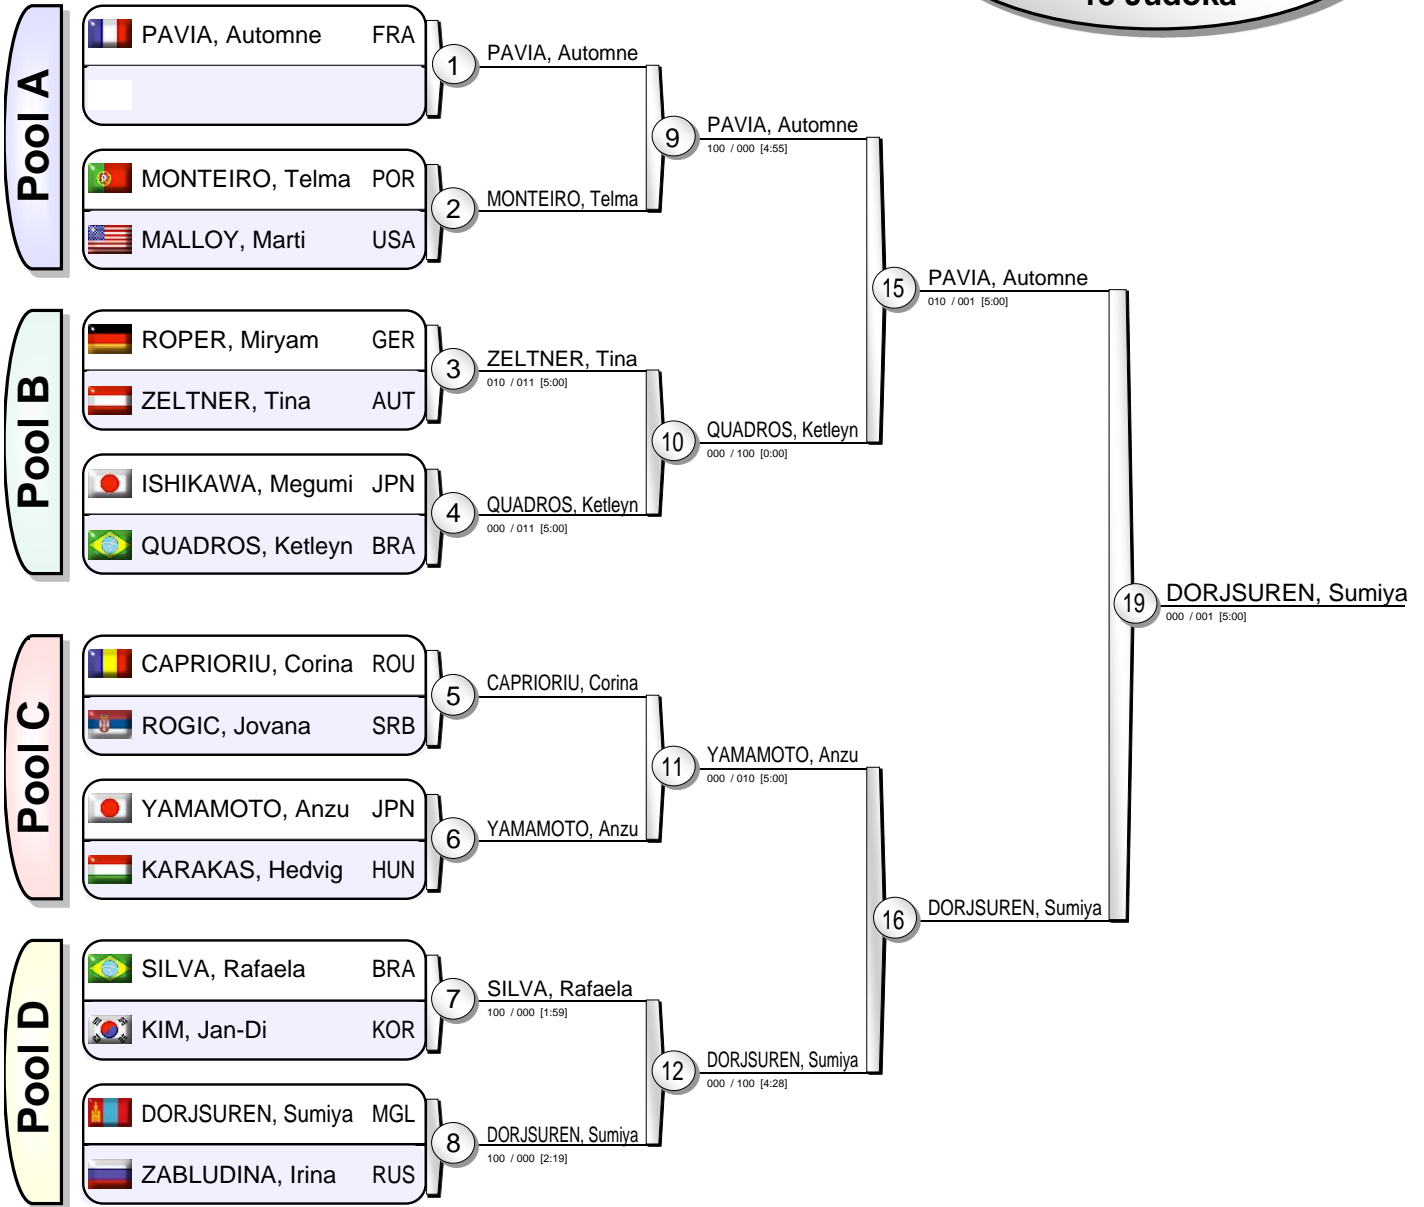 15 Judoka
Pool A
PAVIA, Automne FRA
MONTEIRO, Telma POR
MALLOY, Marti USA
Pool B
ROPER, Miryam GER
ZELTNER, Tina AUT
ISHIKAWA, Megumi JPN
QUADROS, Ketleyn BRA
Pool C
CAPRIORIU, Corina ROU
ROGIC, Jovana SRB
YAMAMOTO, Anzu JPN
KARAKAS, Hedvig HUN
Pool D
SILVA, Rafaela BRA
KIM, Jan-Di KOR
DORJSUREN, Sumiya MGL
ZABLUDINA, Irina RUS
1
PAVIA, Automne
2
MONTEIRO, Telma
3
ZELTNER, Tina
010 / 011 [5:00]
4
QUADROS, Ketleyn
000 / 011 [5:00]
5
CAPRIORIU, Corina
6
YAMAMOTO, Anzu
7
SILVA, Rafaela
100 / 000 [1:59]
8
DORJSUREN, Sumiya
100 / 000 [2:19]
9
PAVIA, Automne
100 / 000 [4:55]
10
QUADROS, Ketleyn
000 / 100 [0:00]
11
YAMAMOTO, Anzu
000 / 010 [5:00]
12
DORJSUREN, Sumiya
000 / 100 [4:28]
15
PAVIA, Automne
010 / 001 [5:00]
16
DORJSUREN, Sumiya
19
DORJSUREN, Sumiya
000 / 001 [5:00]